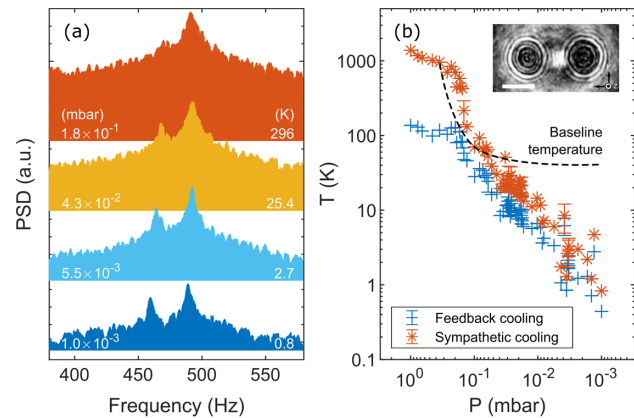 (a)
(mbar) (K)
1.8×10⁻¹ 296
4.3×10⁻² 25.4
5.5×10⁻³ 2.7
1.0×10⁻³ 0.8
PSD (a.u.)
400 450 500 550
Frequency (Hz)
(b)
1000
100
10
1
0.1
T (K)
z
Baseline
temperature
Feedback cooling
Sympathetic cooling
10⁰ 10⁻¹ 10⁻² 10⁻³
P (mbar)